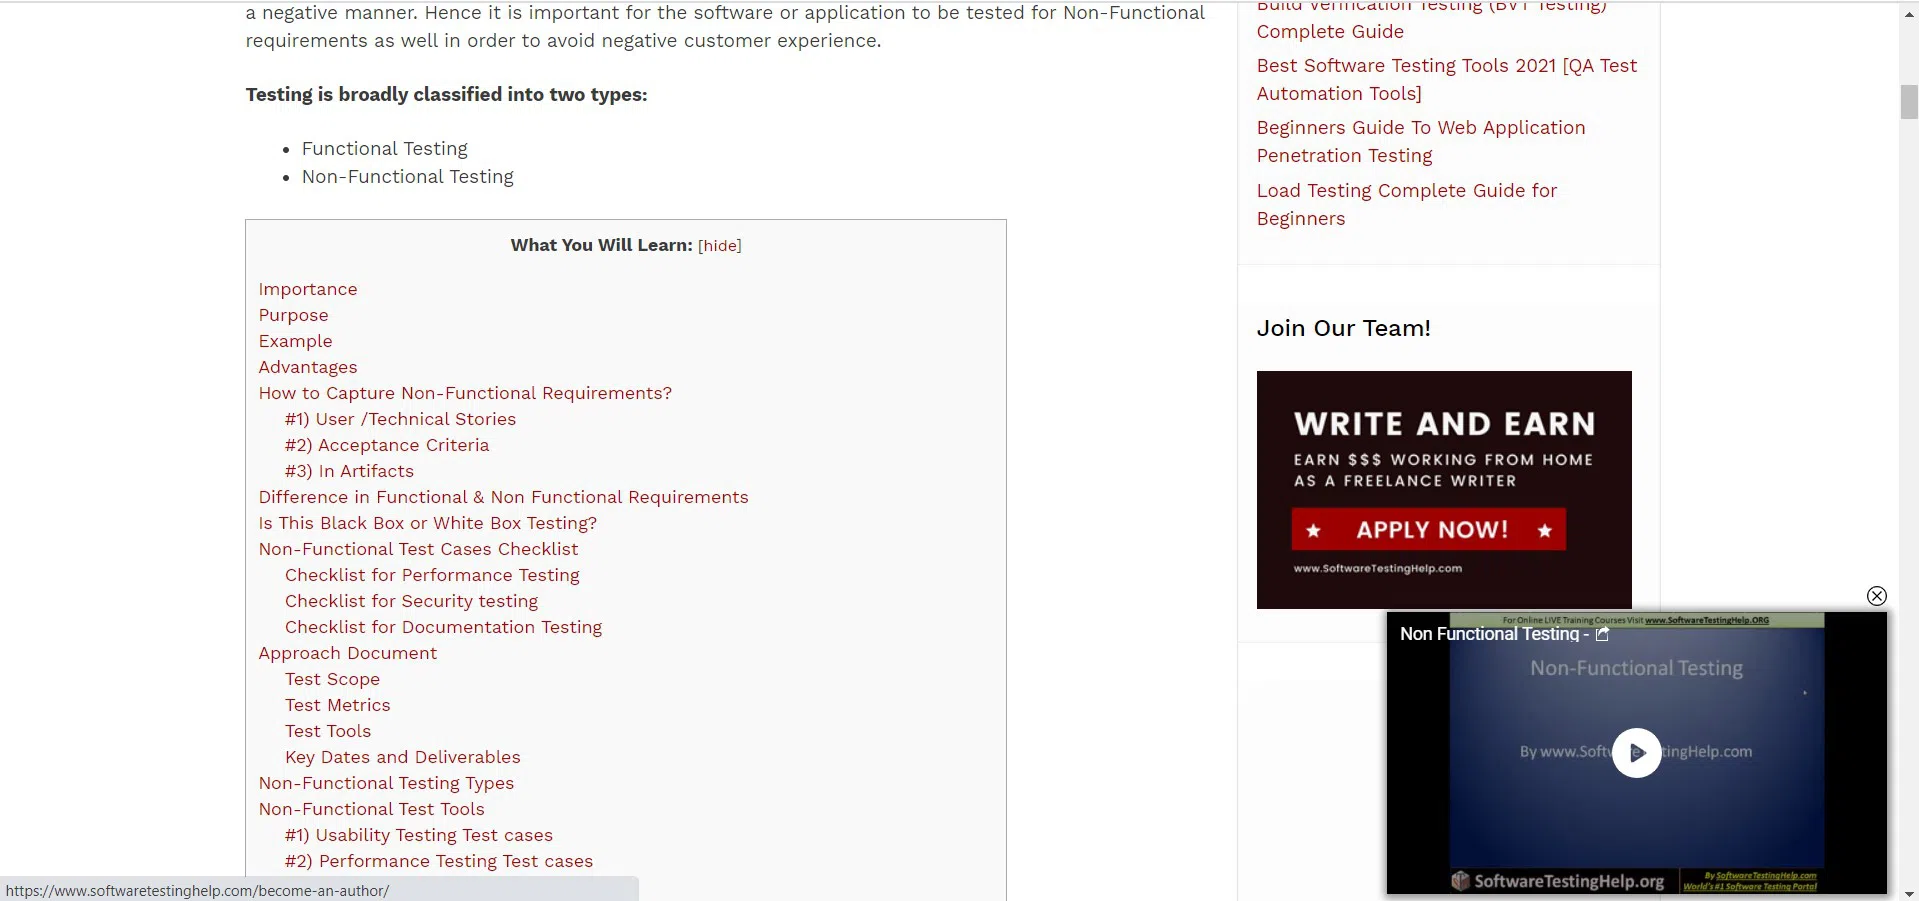 a negative manner. Hence it is important for the software or application to be tested for Non-Functional
requirements as well in order to avoid negative customer experience.
Testing is broadly classified into two types:
• Functional Testing
• Non-Functional Testing
What You Will Learn: [hide]
Importance
Purpose
Example
Advantages
How to Capture Non-Functional Requirements?
#1) User /Technical Stories
#2) Acceptance Criteria
#3) In Artifacts
Difference in Functional & Non Functional Requirements
Is This Black Box or White Box Testing?
Non-Functional Test Cases Checklist
Checklist for Performance Testing
Checklist for Security testing
Checklist for Documentation Testing
Approach Document
Test Scope
Test Metrics
Test Tools
Key Dates and Deliverables
Non-Functional Testing Types
Non-Functional Test Tools
#1) Usability Testing Test cases
#2) Performance Testing Test cases
https://www.softwaretestinghelp.com/become-an-author/
Build Verification Testing (BVT Testing)
Complete Guide
Best Software Testing Tools 2021 [QA Test
Automation Tools]
Beginners Guide To Web Application
Penetration Testing
Load Testing Complete Guide for
Beginners
Join Our Team!
WRITE AND EARN
EARN $$$ WORKING FROM HOME
AS A FREELANCE WRITER
APPLY NOW!
www.SoftwareTestingHelp.com
For Online LIVE Training Courses Visit www.SoftwareTestingHelp.ORG
Non Functional Testing -
Non-Functional Testing
By www.Softw e tingHelp.com
SoftwareTestingHelp.org
By SoftwareTestingHelp.com
World's #1 Software Testing Portal